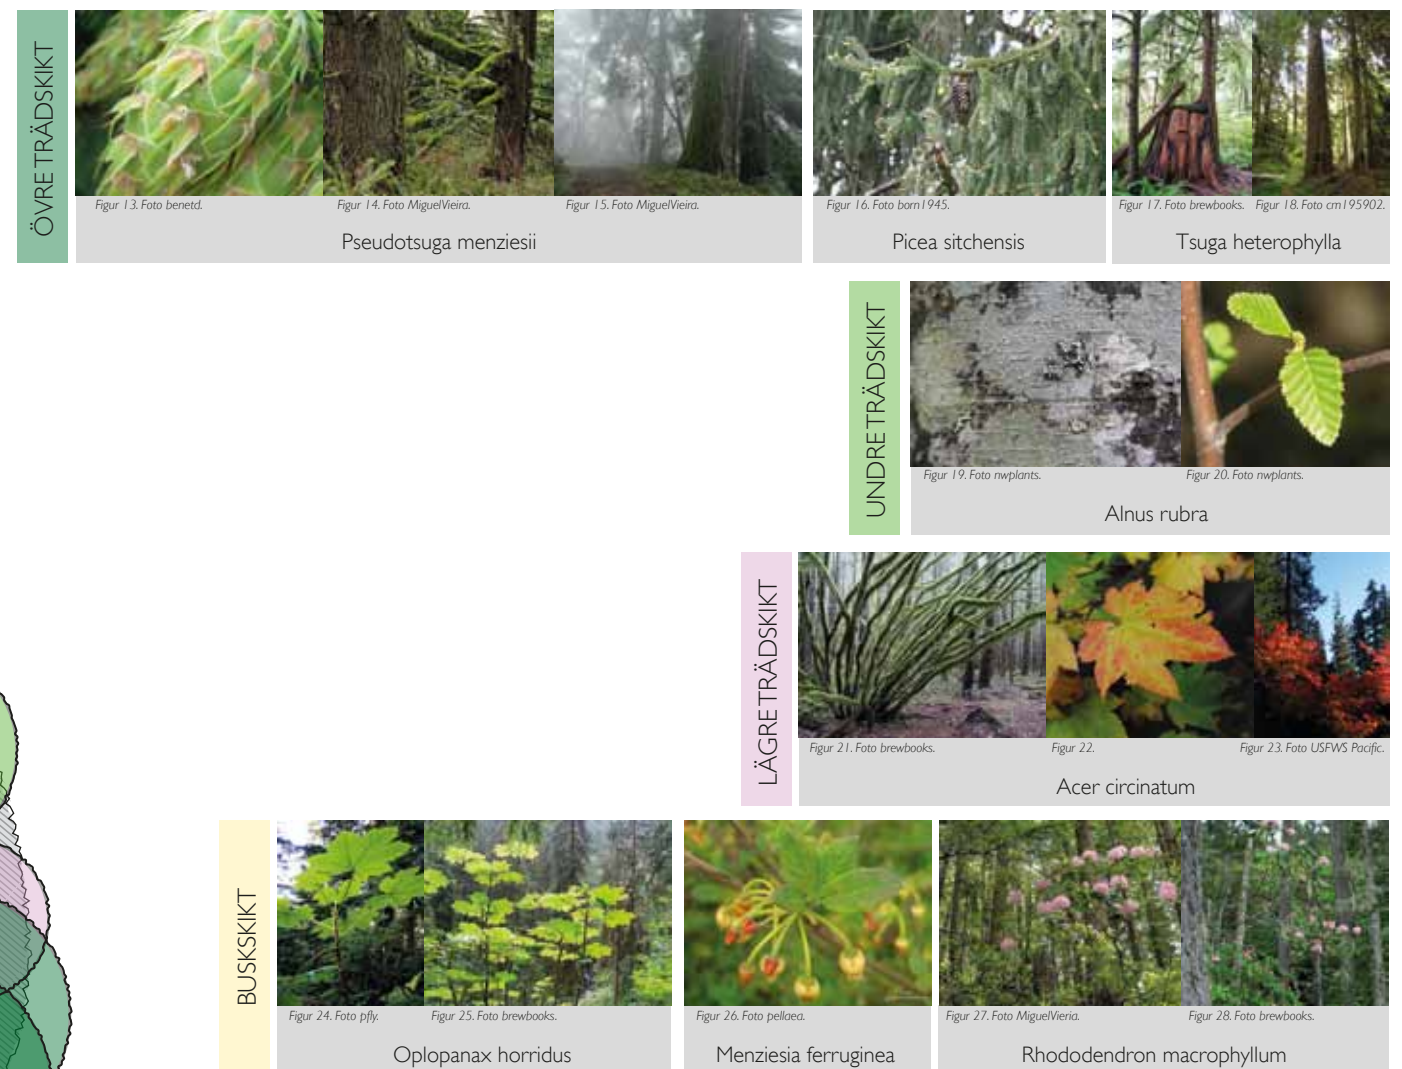 ÖVRE TRÄDSKIKT
Figur 13. Foto benetd.
Figur 14. Foto MiguelVieira.
Figur 15. Foto MiguelVieira.
Pseudotsuga menziesii
Figur 16. Foto born1945.
Picea sitchensis
Figur 17. Foto brewbooks.
Figur 18. Foto cm195902.
Tsuga heterophylla
UNDRE TRÄDSKIKT
Figur 19. Foto nwplants.
Figur 20. Foto nwplants.
Alnus rubra
LÄGRE TRÄDSKIKT
Figur 21. Foto brewbooks.
Figur 22.
Figur 23. Foto USFWS Pacific.
Acer circinatum
BUSKSKIKT
Figur 24. Foto pfly.
Figur 25. Foto brewbooks.
Oplopanax horridus
Figur 26. Foto pellaea.
Menziesia ferruginea
Figur 27. Foto MiguelVieria.
Figur 28. Foto brewbooks.
Rhododendron macrophyllum